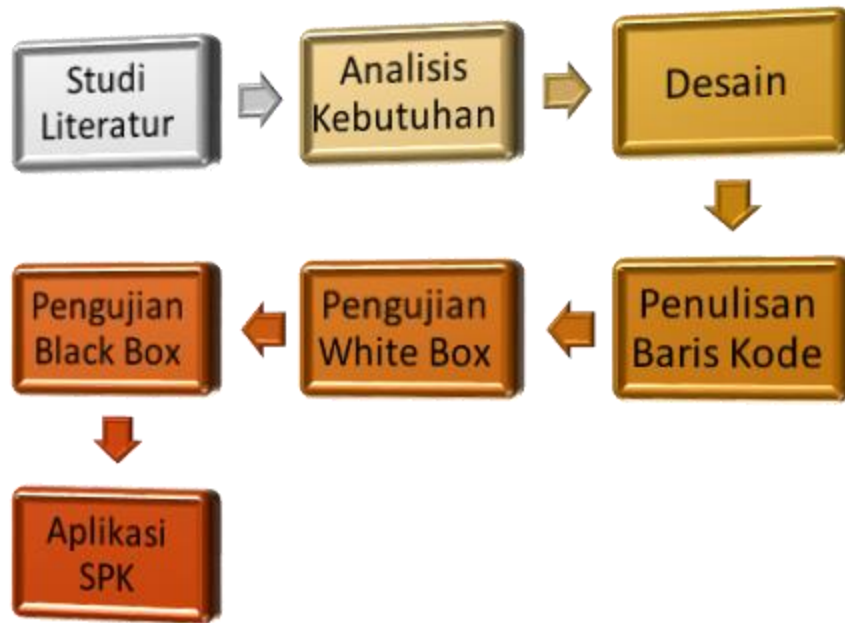 Studi
Literatur
Analisis
Kebutuhan
Desain
Penulisan
Baris Kode
Pengujian
White Box
Pengujian
Black Box
Aplikasi
SPK